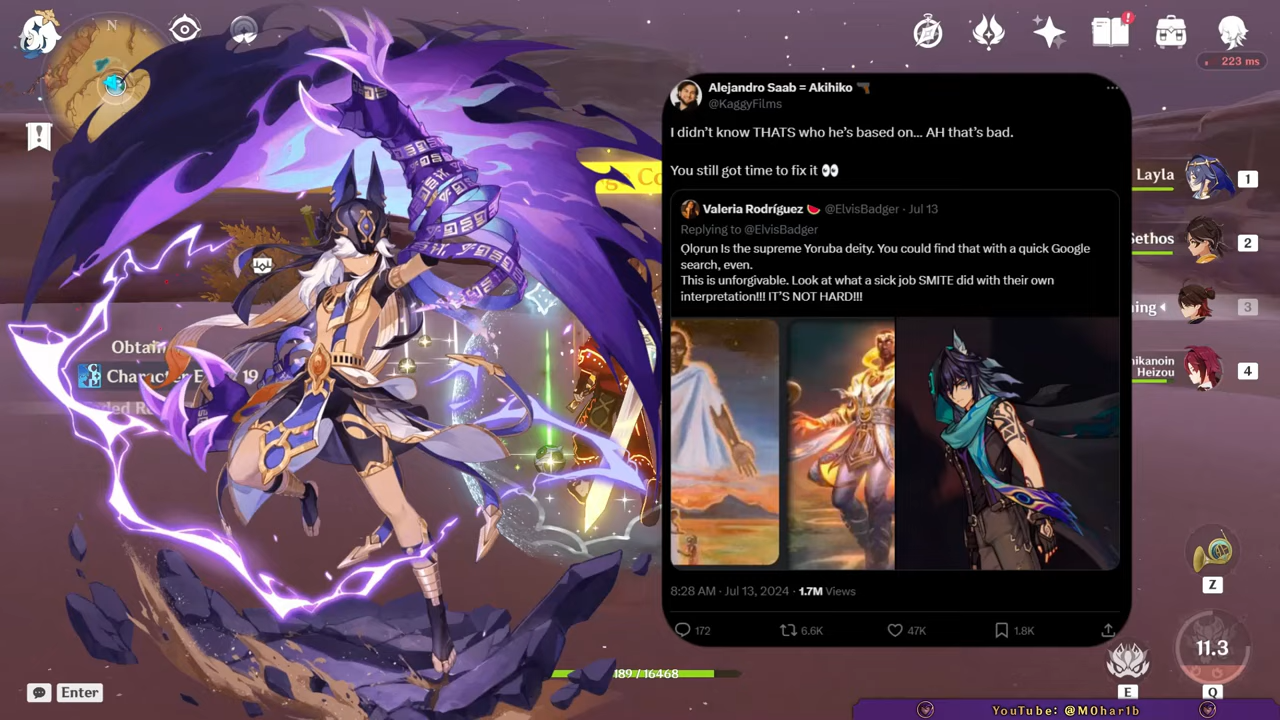 N
223 ms
Alejandro Saab = Akihiko
@KaggyFilms
I didn't know THATS who he's based on... AH that's bad.
You still got time to fix it 👀
Valeria Rodríguez 🍉 @ElvisBadger · Jul 13
Replying to @ElvisBadger
Ọlọrun Is the supreme Yoruba deity. You could find that with a quick Google
search, even.
This is unforgivable. Look at what a sick job SMITE did with their own
interpretation!!! IT'S NOT HARD!!!
8:28 AM · Jul 13, 2024 · 1.7M Views
172
6.6K
47K
1.8K
Layla
1
Sethos
2
3
Heizou
4
Obtain
Character E
19
Z
11.3
E
Q
/ 16468
Enter
YouTube: @M0har1b